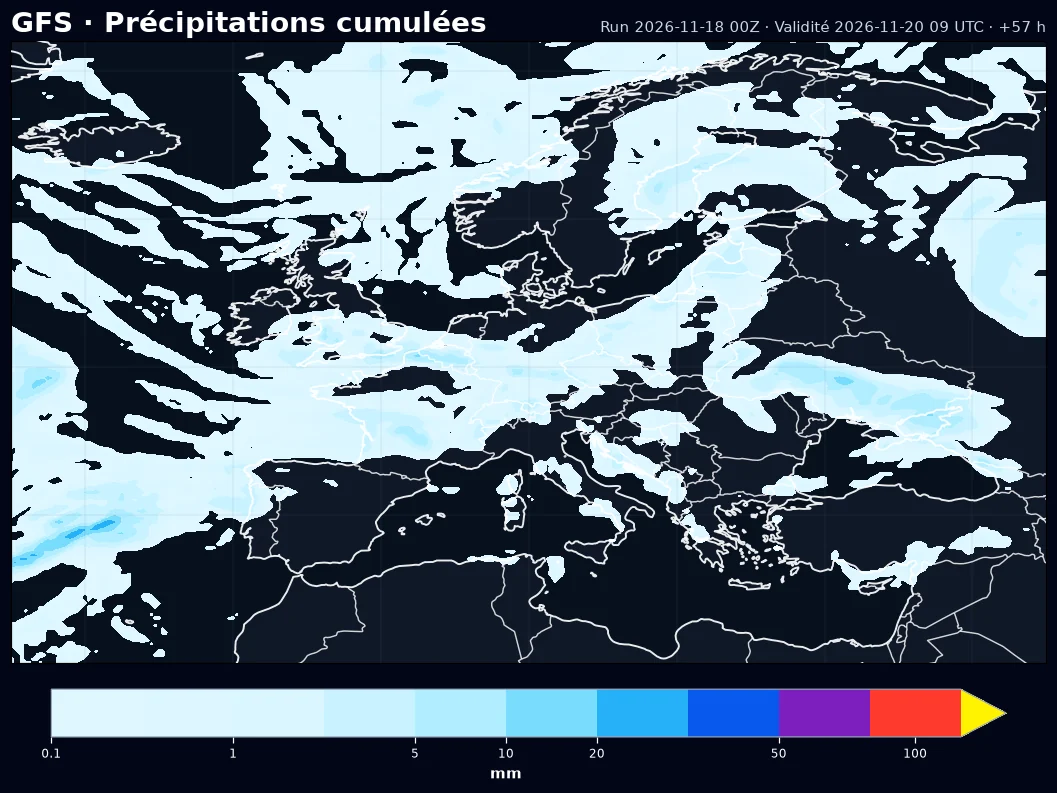 GFS · Précipitations cumulées
Run 2026-11-18 00Z · Validité 2026-11-20 09 UTC · +57 h
0.1 1 5 10 20 50 100
mm